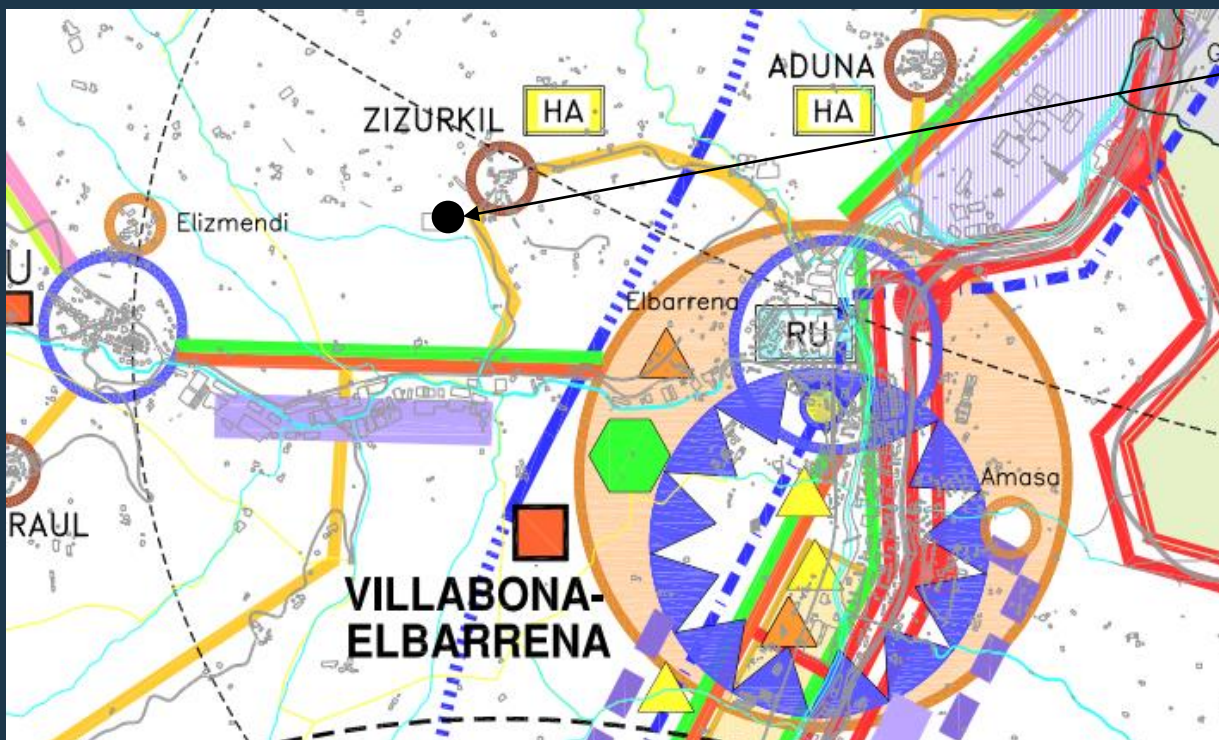 ADUNA
HA
HA
ZIZURKIL
Elizmendi
U
Elbarrena
RU
Amasa
RAUL
VILLABONA-
ELBARRENA